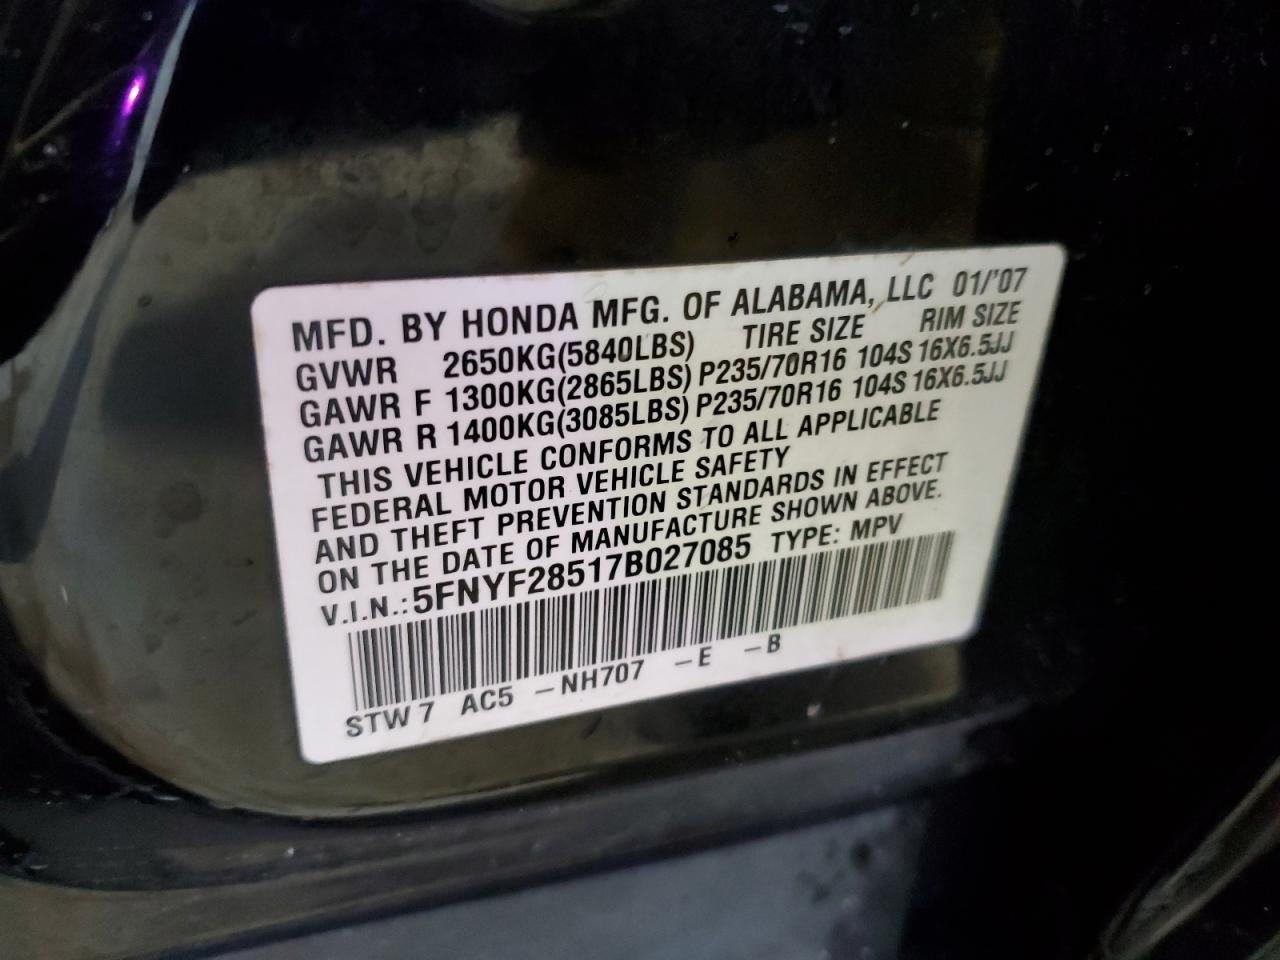 MFD. BY HONDA MFG. OF ALABAMA, LLC 01/'07
GVWR 2650KG(5840LBS) TIRE SIZE RIM SIZE
GAWR F 1300KG(2865LBS) P235/70R16 104S 16X6.5JJ
GAWR R 1400KG(3085LBS) P235/70R16 104S 16X6.5JJ
THIS VEHICLE CONFORMS TO ALL APPLICABLE
FEDERAL MOTOR VEHICLE SAFETY
AND THEFT PREVENTION STANDARDS IN EFFECT
ON THE DATE OF MANUFACTURE SHOWN ABOVE.
V.I.N.: 5FNYF28517B027085 TYPE: MPV
STW7 AC5 -NH707 -E -B